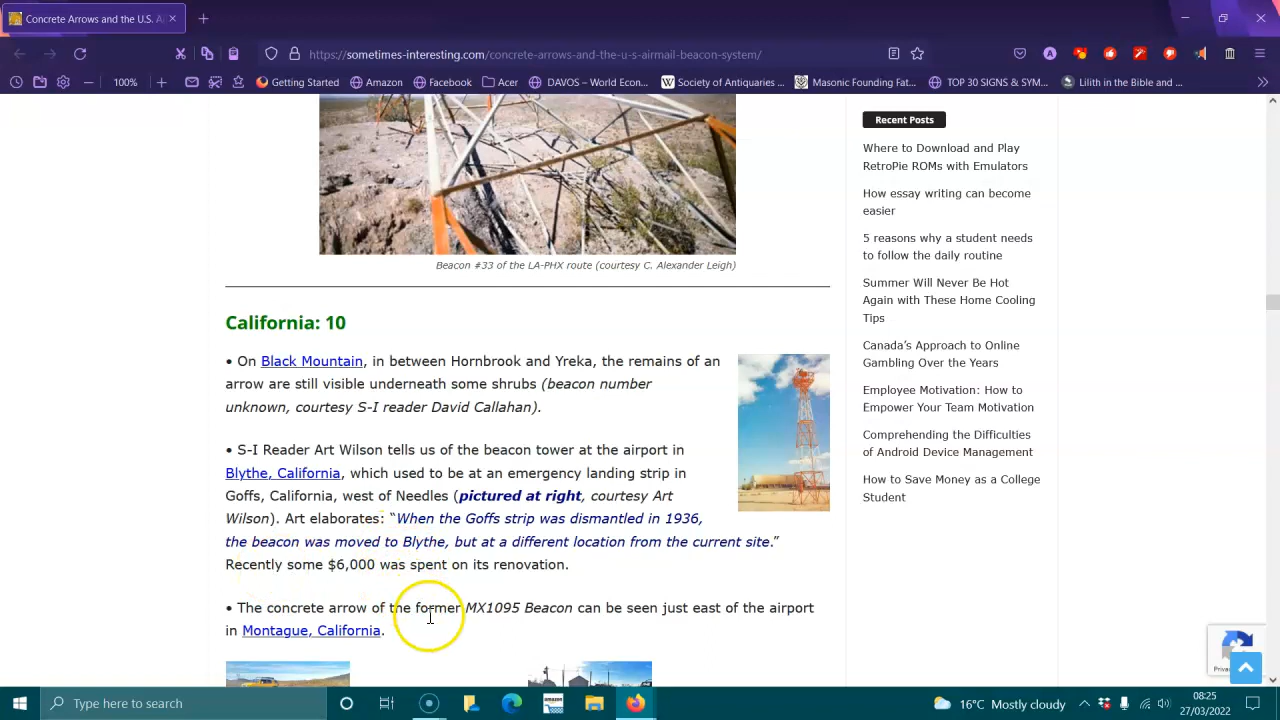 Concrete Arrows and the U.S. A
https://sometimes-interesting.com/concrete-arrows-and-the-u-s-airmail-beacon-system/
100%
Getting Started
Amazon
Facebook
Acer
DAVOS – World Econ...
Society of Antiquaries ...
Masonic Founding Fat...
TOP 30 SIGNS & SYM...
Lilith in the Bible and ...
Beacon #33 of the LA-PHX route (courtesy C. Alexander Leigh)
California: 10
• On Black Mountain, in between Hornbrook and Yreka, the remains of an
arrow are still visible underneath some shrubs (beacon number
unknown, courtesy S-I reader David Callahan).
• S-I Reader Art Wilson tells us of the beacon tower at the airport in
Blythe, California, which used to be at an emergency landing strip in
Goffs, California, west of Needles (pictured at right, courtesy Art
Wilson). Art elaborates: “When the Goffs strip was dismantled in 1936,
the beacon was moved to Blythe, but at a different location from the current site.”
Recently some $6,000 was spent on its renovation.
• The concrete arrow of the former MX1095 Beacon can be seen just east of the airport
in Montague, California.
Recent Posts
Where to Download and Play
RetroPie ROMs with Emulators
How essay writing can become
easier
5 reasons why a student needs
to follow the daily routine
Summer Will Never Be Hot
Again with These Home Cooling
Tips
Canada’s Approach to Online
Gambling Over the Years
Employee Motivation: How to
Empower Your Team Motivation
Comprehending the Difficulties
of Android Device Management
How to Save Money as a College
Student
Type here to search
amazon
16°C Mostly cloudy
08:25
27/03/2022